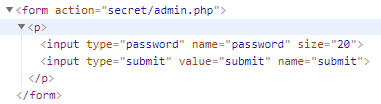 ▼<form action="secret/admin.php">
▼<p>
<input type="password" name="password" size="20">
<input type="submit" value="submit" name="submit">
</p>
</form>